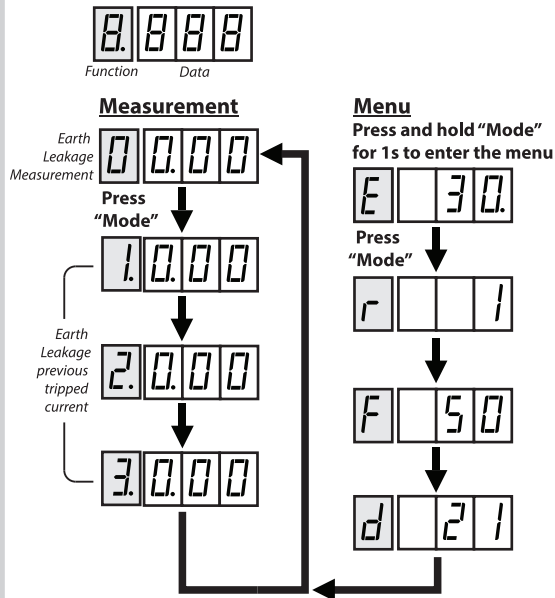 8.888
Function Data
Measurement
Earth
Leakage
Measurement
0 0.00
Press
“Mode”
1.0.00
Earth
Leakage
previous
tripped
current
2.0.00
3.0.00
Menu
Press and hold “Mode”
for 1s to enter the menu
E 30.
Press
“Mode”
r 1
F 50
d 21